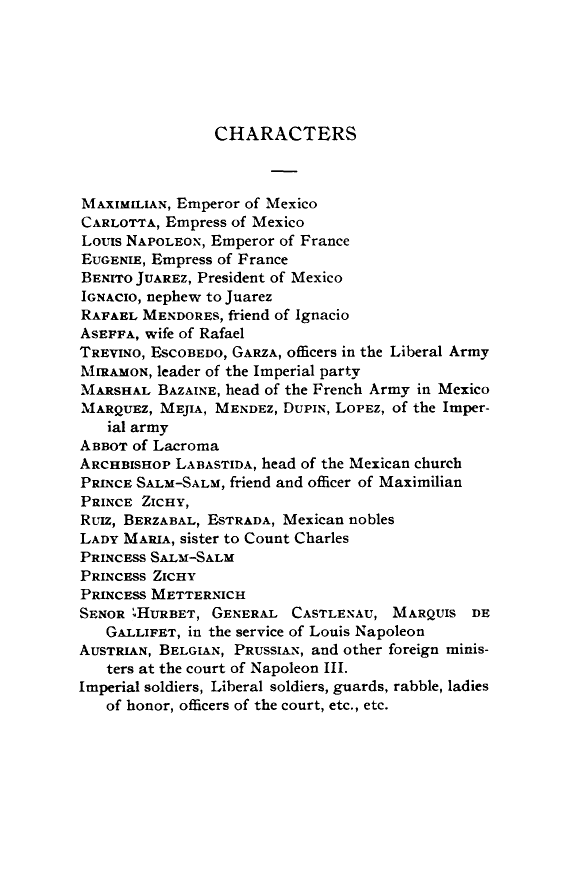 CHARACTERS
MAXIMILIAN, Emperor of Mexico
CARLOTTA, Empress of Mexico
LOUIS NAPOLEON, Emperor of France
EUGENIE, Empress of France
BENITO JUAREZ, President of Mexico
IGNACIO, nephew to Juarez
RAFAEL MENDORES, friend of Ignacio
ASEFFA, wife of Rafael
TREVINO, ESCOBEDO, GARZA, officers in the Liberal Army
MIRAMON, leader of the Imperial party
MARSHAL BAZAINE, head of the French Army in Mexico
MARQUEZ, MEJIA, MENDEZ, DUPIN, LOPEZ, of the Imper-
ial army
ABBOT of Lacroma
ARCHBISHOP LABASTIDA, head of the Mexican church
PRINCE SALM-SALM, friend and officer of Maximilian
PRINCE ZICHY,
RUIZ, BERZABAL, ESTRADA, Mexican nobles
LADY MARIA, sister to Count Charles
PRINCESS SALM-SALM
PRINCESS ZICHY
PRINCESS METTERNICH
SENOR HURBET, GENERAL CASTLENAU, MARQUIS DE
GALLIFET, in the service of Louis Napoleon
AUSTRIAN, BELGIAN, PRUSSIAN, and other foreign minis-
ters at the court of Napoleon III.
Imperial soldiers, Liberal soldiers, guards, rabble, ladies
of honor, officers of the court, etc., etc.